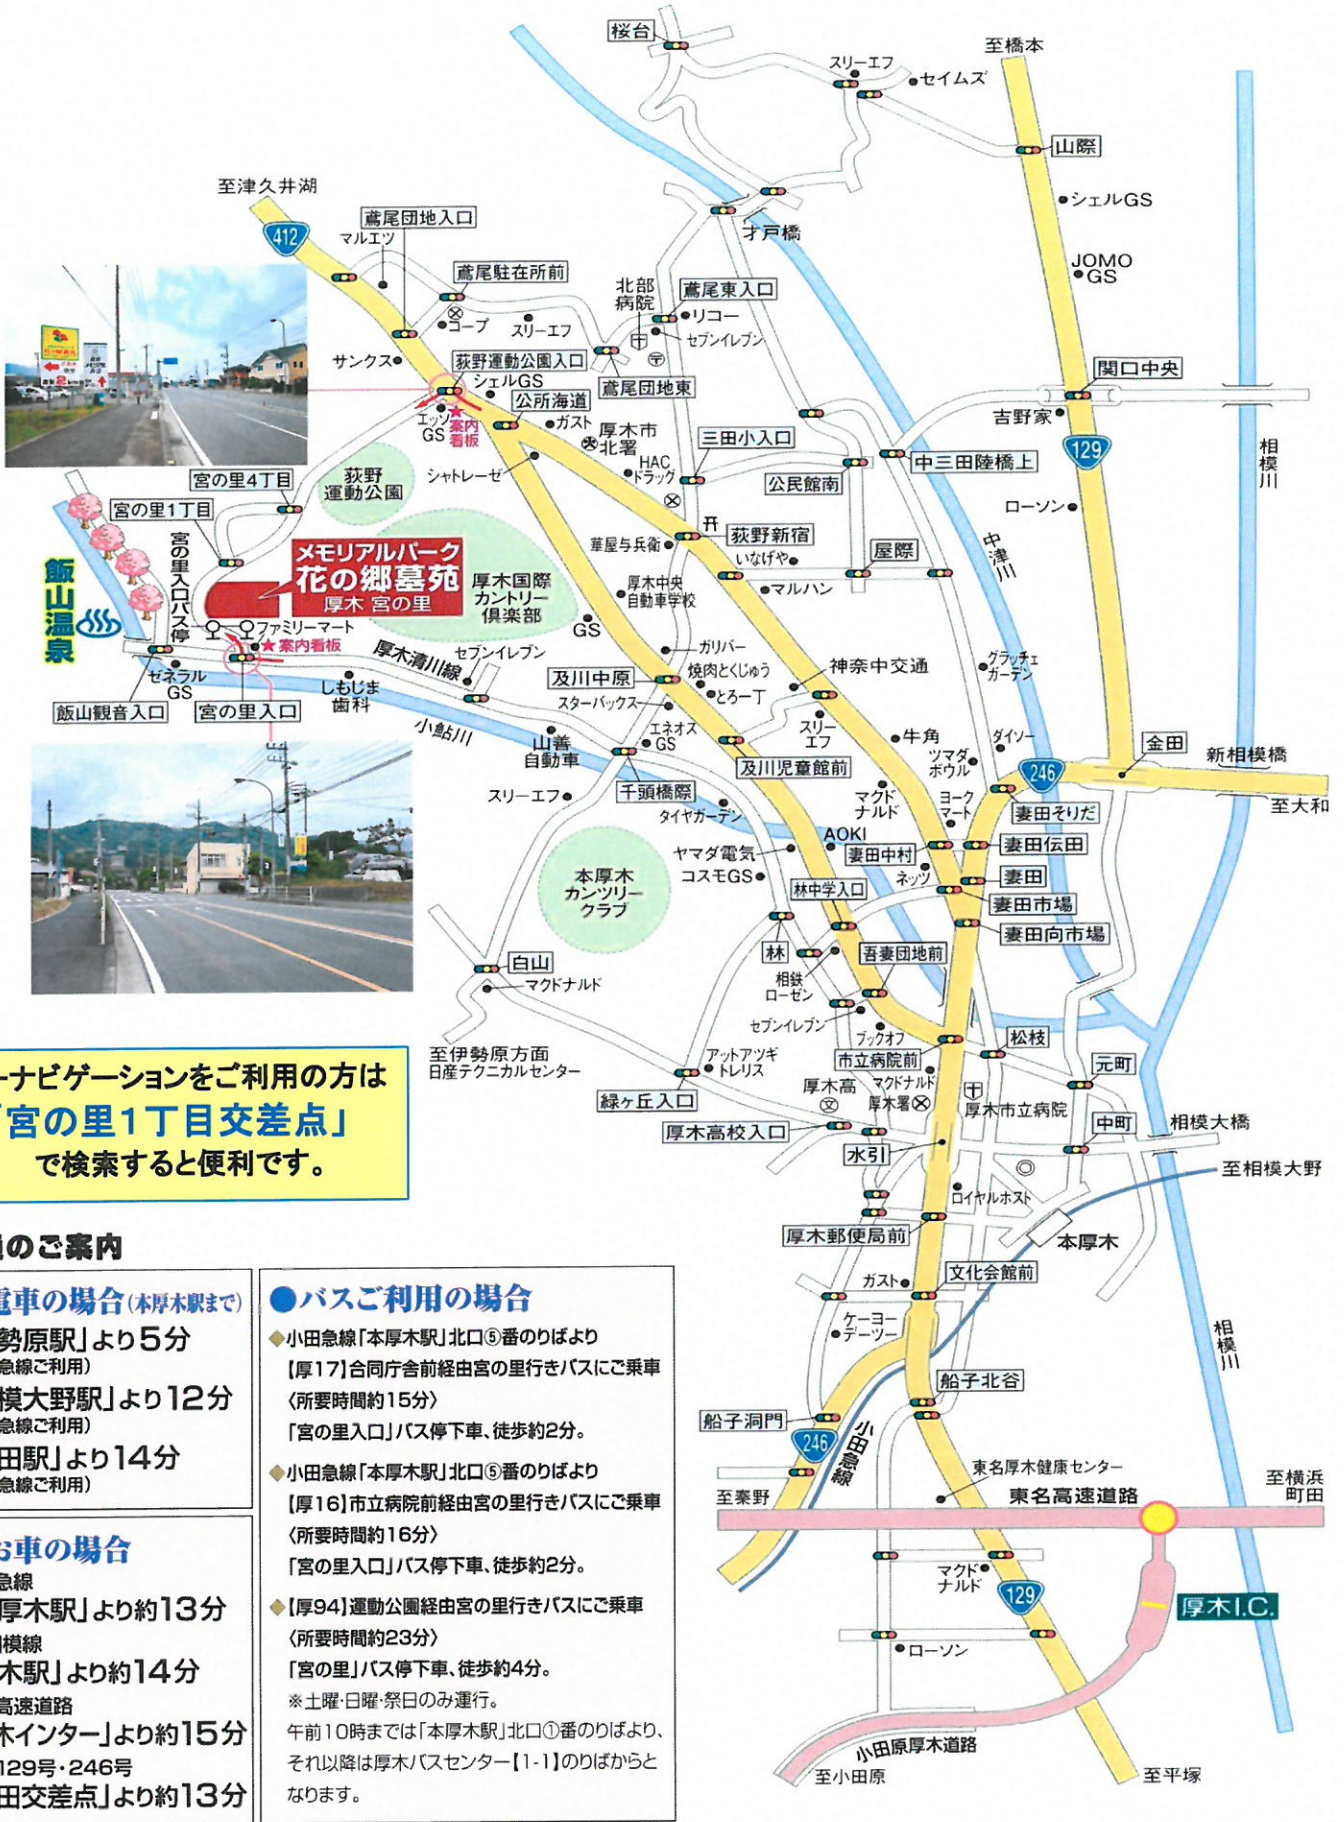 桜台
至橋本
スリーエフ
セイムズ
山際
シェルGS
至津久井湖
412
鳶尾団地入口
マルエツ
才戸橋
JOMO
GS
鳶尾駐在所前
北部
病院
鳶尾東入口
リコー
セブンイレブン
コープ
スリーエフ
サンクス
荻野運動公園入口
シェルGS
鳶尾団地東
関口中央
吉野家
129
相模川
エッソ
GS
★
案内
看板
公所海道
ガスト
厚木市
北署
三田小入口
HAC
ドラッグ
公民館南
中三田陸橋上
シャトレーゼ
荻野
運動公園
宮の里4丁目
宮の里1丁目
ローソン
荻野新宿
いなげや
屋際
中津川
華屋与兵衛
マルハン
メモリアルパーク
花の郷墓苑
厚木 宮の里
厚木国際
カントリー
倶楽部
厚木中央
自動車学校
宮の里入口バス停
飯山温泉
ファミリーマート
★案内看板
GS
厚木清川線
セブンイレブン
ガリバー
焼肉とくじゅう
とろ一丁
神奈中交通
グラッチェ
ガーデン
及川中原
スターバックス
ゼネラル
GS
しもじま
歯科
飯山観音入口
宮の里入口
小鮎川
山善
自動車
エネオス
GS
スリー
エフ
牛角
ダイソー
ツマダ
ボウル
金田
新相模橋
246
至大和
及川児童館前
千頭橋際
スリーエフ
タイヤガーデン
マクド
ナルド
ヨーク
マート
妻田そりだ
AOKI
ヤマダ電気
コスモGS
妻田中村
妻田伝田
ネッツ
妻田
本厚木
カンツリー
クラブ
林中学入口
妻田市場
妻田向市場
林
吾妻団地前
相鉄
ローゼン
白山
マクドナルド
セブンイレブン
ブックオフ
市立病院前
松枝
至伊勢原方面
日産テクニカルセンター
アットアツギ
トレリス
厚木高
マクドナルド
厚木署
厚木市立病院
元町
緑ヶ丘入口
厚木高校入口
中町
相模大橋
水引
至相模大野
ロイヤルホスト
本厚木
厚木郵便局前
ガスト
文化会館前
ケーヨー
デーツー
相模川
船子北谷
船子洞門
246
小田急線
至秦野
東名厚木健康センター
東名高速道路
至横浜
町田
マクド
ナルド
129
厚木I.C.
ローソン
小田原厚木道路
至小田原
至平塚
ーナビゲーションをご利用の方は
「宮の里1丁目交差点」
で検索すると便利です。
のご案内
電車の場合(本厚木駅まで)
勢原駅」より5分
急線ご利用)
模大野駅」より12分
急線ご利用)
田駅」より14分
急線ご利用)
お車の場合
急線
厚木駅」より約13分
模線
木駅」より約14分
高速道路
木インター」より約15分
129号・246号
田交差点」より約13分
●バスご利用の場合
◆小田急線「本厚木駅」北口⑤番のりばより
【厚17】合同庁舎前経由宮の里行きバスにご乗車
〈所要時間約15分〉
「宮の里入口」バス停下車、徒歩約2分。
◆小田急線「本厚木駅」北口⑤番のりばより
【厚16】市立病院前経由宮の里行きバスにご乗車
〈所要時間約16分〉
「宮の里入口」バス停下車、徒歩約2分。
◆【厚94】運動公園経由宮の里行きバスにご乗車
〈所要時間約23分〉
「宮の里」バス停下車、徒歩約4分。
※土曜・日曜・祭日のみ運行。
午前10時までは「本厚木駅」北口①番のりばより、
それ以降は厚木バスセンター【1-1】のりばからと
なります。